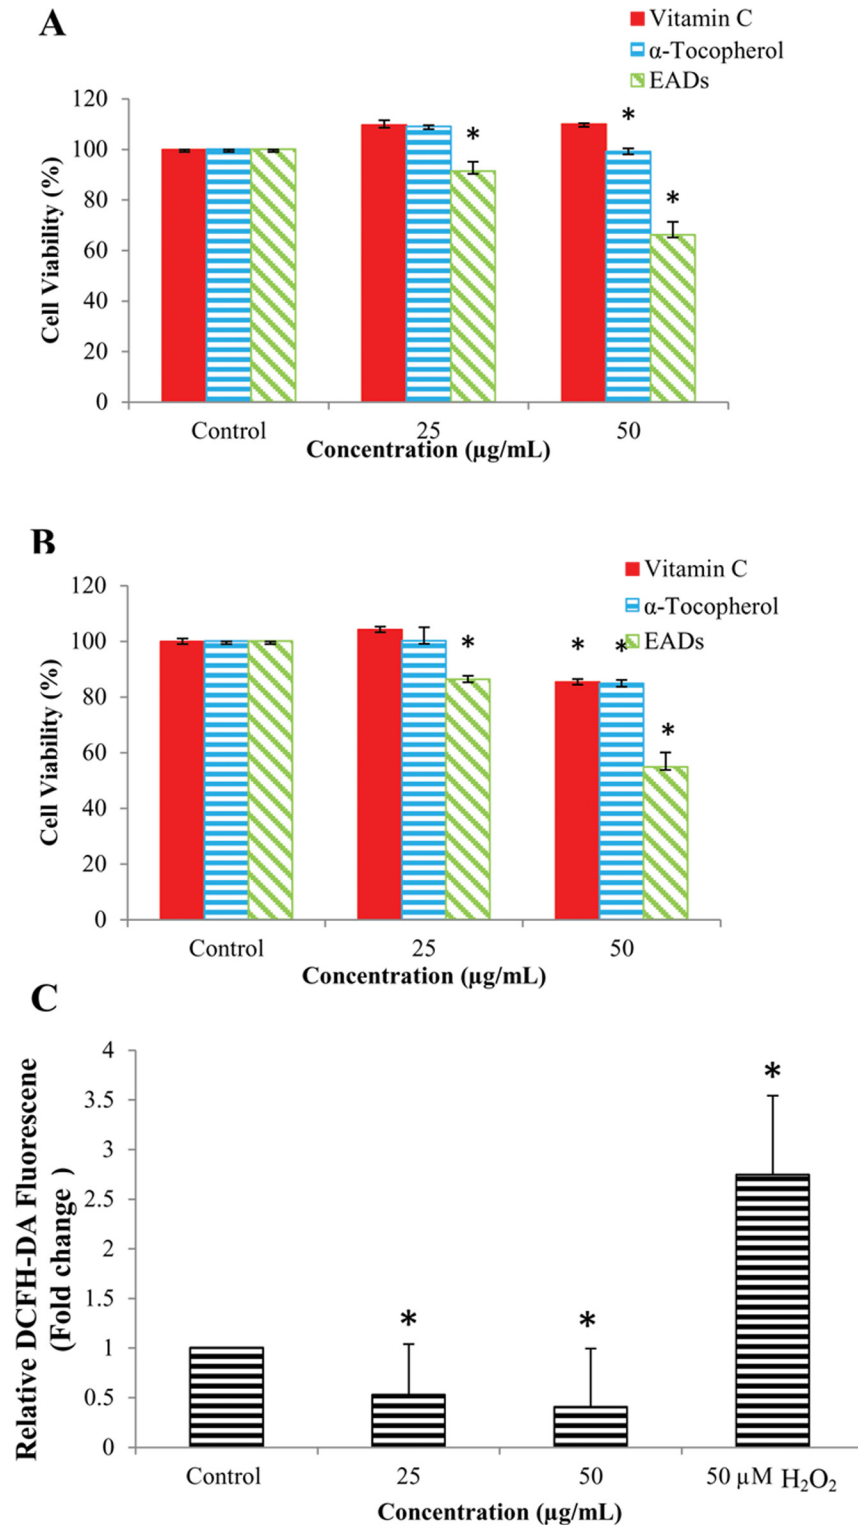 A
Vitamin C
α-Tocopherol
EADs
120
100
80
60
40
20
0
Cell Viability (%)
*
*
*
Control
25
50
Concentration (µg/mL)
B
Vitamin C
α-Tocopherol
EADs
120
100
80
60
40
20
0
Cell Viability (%)
*
*
*
*
Control
25
50
Concentration (µg/mL)
C
4
3.5
3
2.5
2
1.5
1
0.5
0
Relative DCFH-DA Fluorescene
(Fold change )
*
*
*
Control
25
50
50 µM H₂O₂
Concentration (µg/mL)